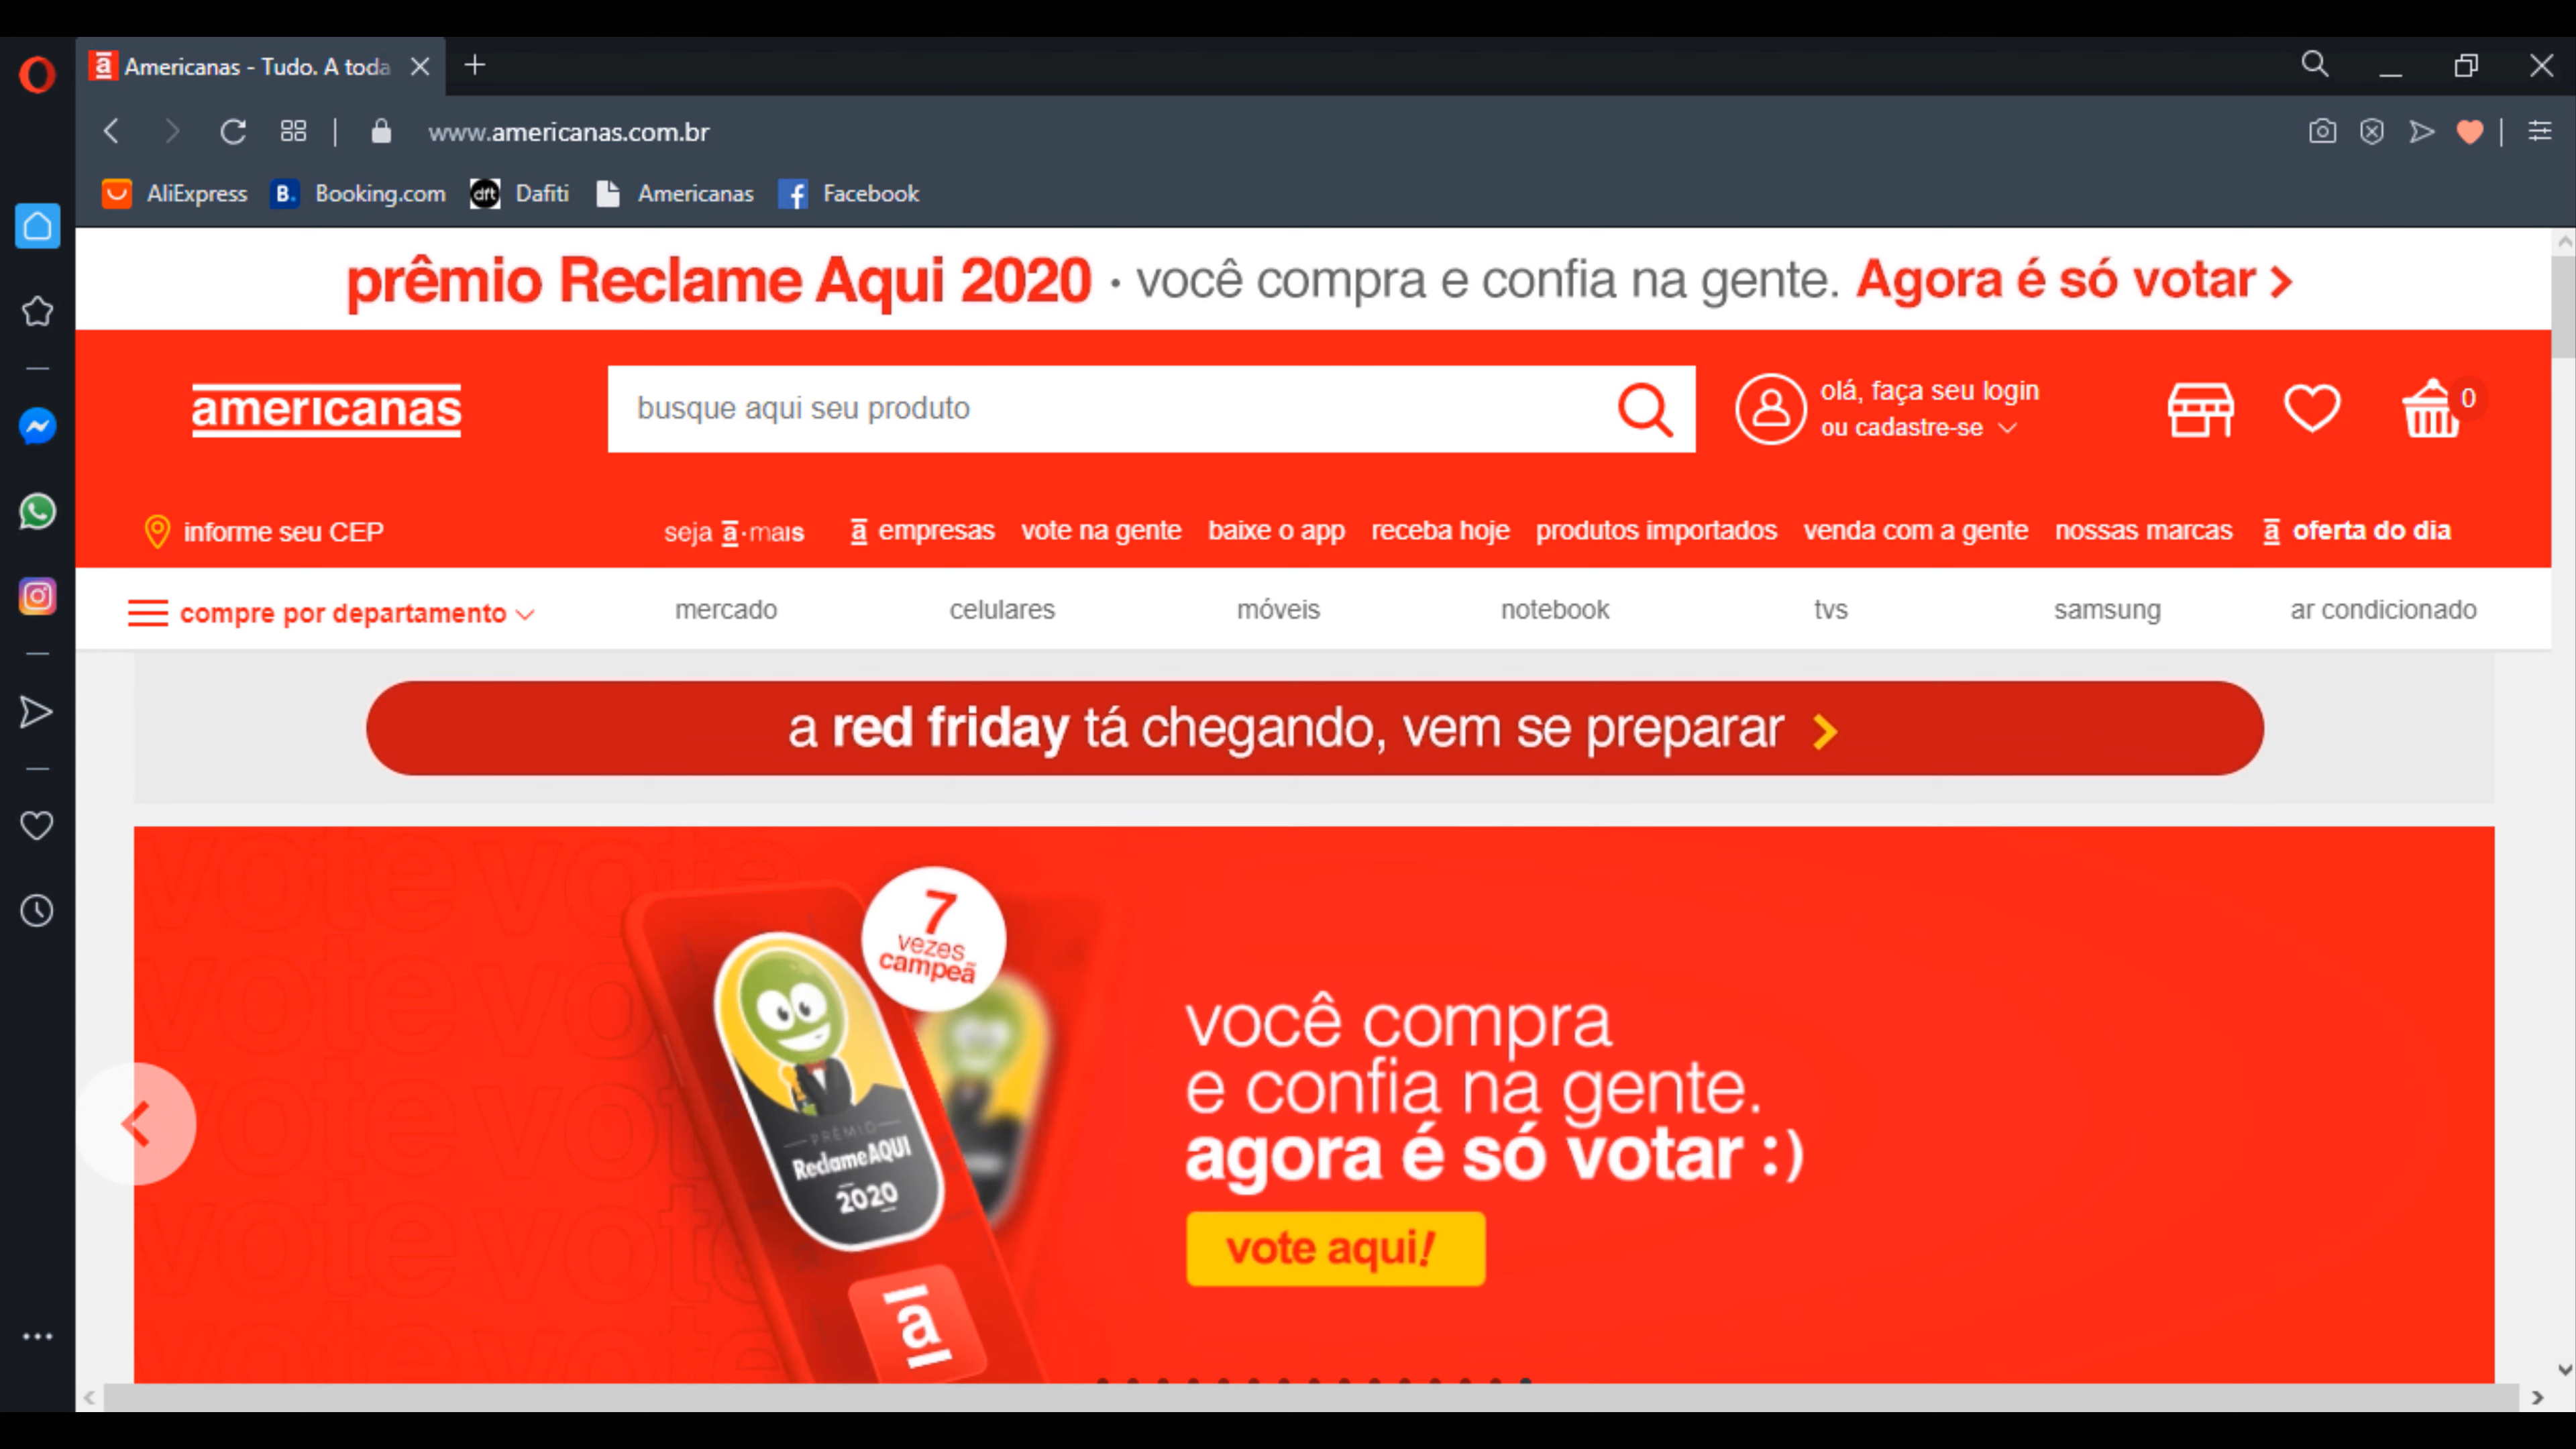 Americanas - Tudo. A toda
www.americanas.com.br
AliExpress Booking.com Dafiti Americanas Facebook
prêmio Reclame Aqui 2020 · você compra e confia na gente. Agora é só votar >
americanas
busque aqui seu produto
olá, faça seu login
ou cadastre-se
0
informe seu CEP
seja a·mais
a empresas
vote na gente
baixe o app
receba hoje
produtos importados
venda com a gente
nossas marcas
a oferta do dia
compre por departamento
mercado
celulares
móveis
notebook
tvs
samsung
ar condicionado
a red friday tá chegando, vem se preparar >
vote vote
7
vezes
campeã
PRÊMIO
ReclameAQUI
2020
a
você compra
e confia na gente.
agora é só votar :)
vote aqui!